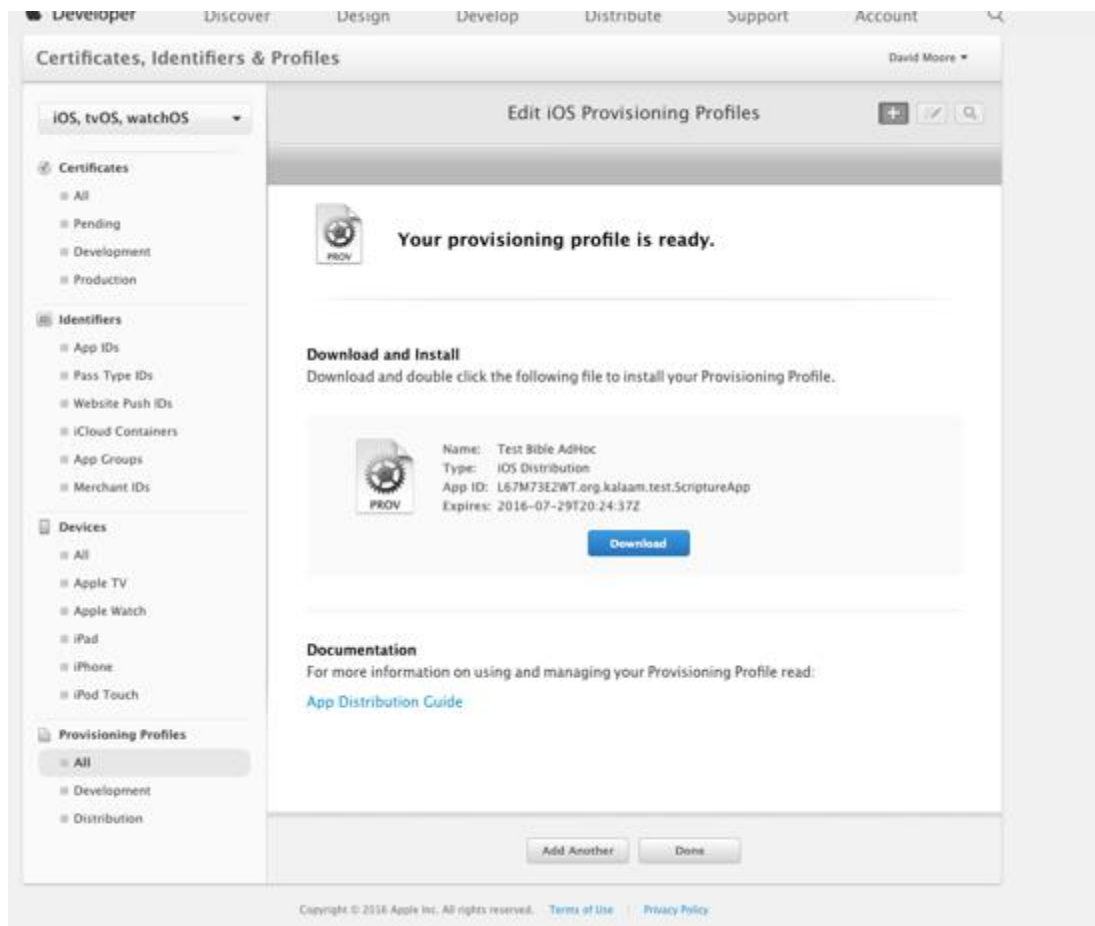 Developer Discover Design Develop Distribute Support Account
Certificates, Identifiers & Profiles
David Moore
iOS, tvOS, watchOS
Edit iOS Provisioning Profiles
Certificates
All
Pending
Development
Production
Identifiers
App IDs
Pass Type IDs
Website Push IDs
iCloud Containers
App Groups
Merchant IDs
Devices
All
Apple TV
Apple Watch
iPad
iPhone
iPod Touch
Provisioning Profiles
All
Development
Distribution
PROV
Your provisioning profile is ready.
Download and Install
Download and double click the following file to install your Provisioning Profile.
PROV
Name: Test Bible AdHoc
Type: iOS Distribution
App ID: L67M73E2WT.org.kalaam.test.ScriptureApp
Expires: 2016-07-29T20:24:37Z
Download
Documentation
For more information on using and managing your Provisioning Profile read:
App Distribution Guide
Add Another Done
Copyright © 2016 Apple Inc. All rights reserved. Terms of Use Privacy Policy